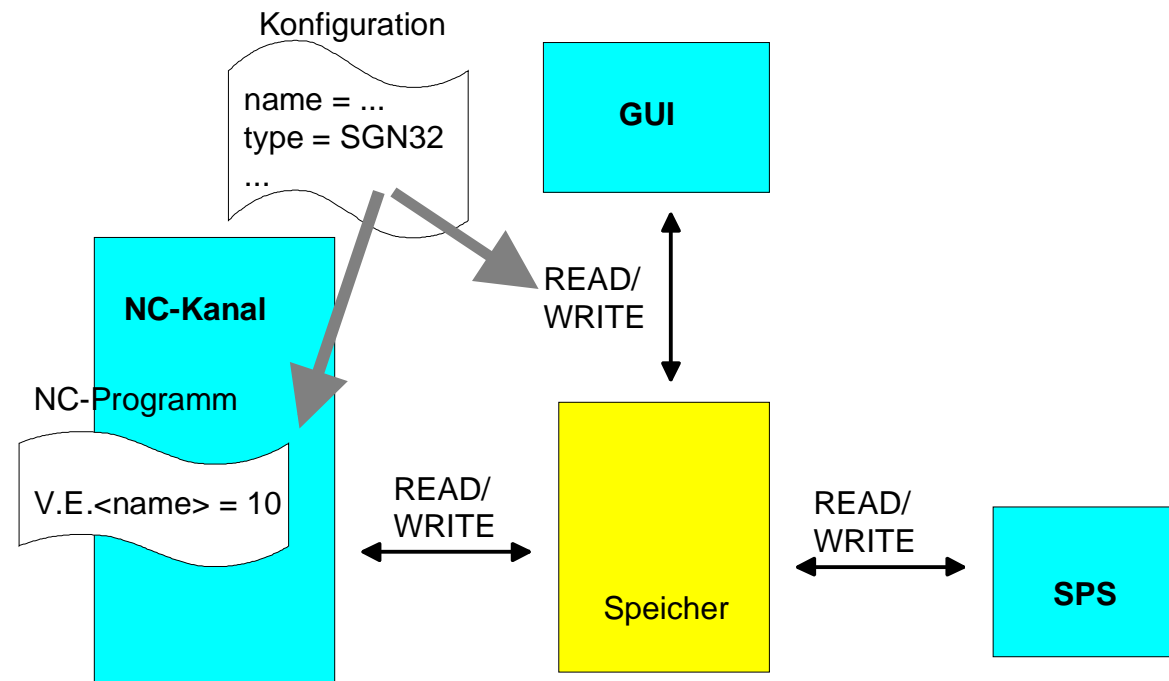 Konfiguration
name = ...
type = SGN32
...
GUI
NC-Kanal
READ/
WRITE
NC-Programm
V.E.<name> = 10
READ/
WRITE
Speicher
READ/
WRITE
SPS